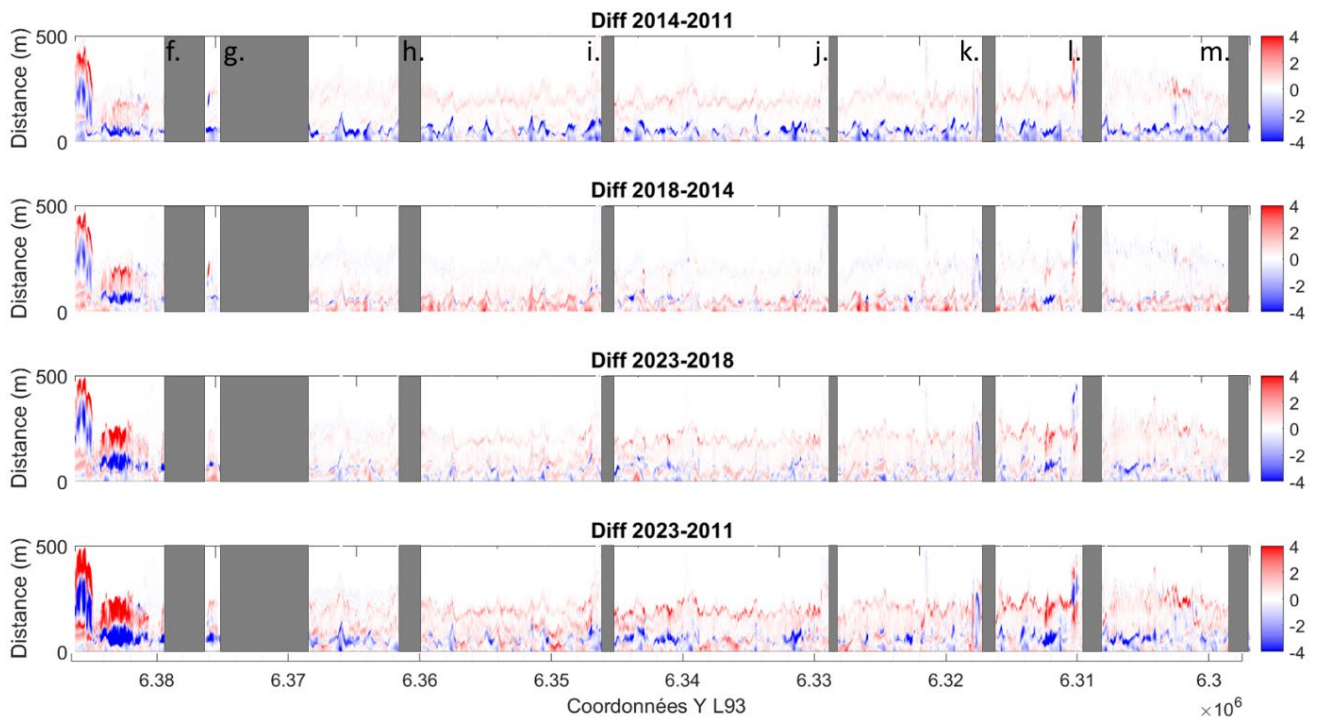 Diff 2014-2011
Distance (m)
500
0
f. g. h. i. j. k. l. m.
4
2
0
-2
-4
Diff 2018-2014
Distance (m)
500
0
4
2
0
-2
-4
Diff 2023-2018
Distance (m)
500
0
4
2
0
-2
-4
Diff 2023-2011
Distance (m)
500
0
4
2
0
-2
-4
6.38 6.37 6.36 6.35 6.34 6.33 6.32 6.31 6.3
Coordonnées Y L93
×10⁶